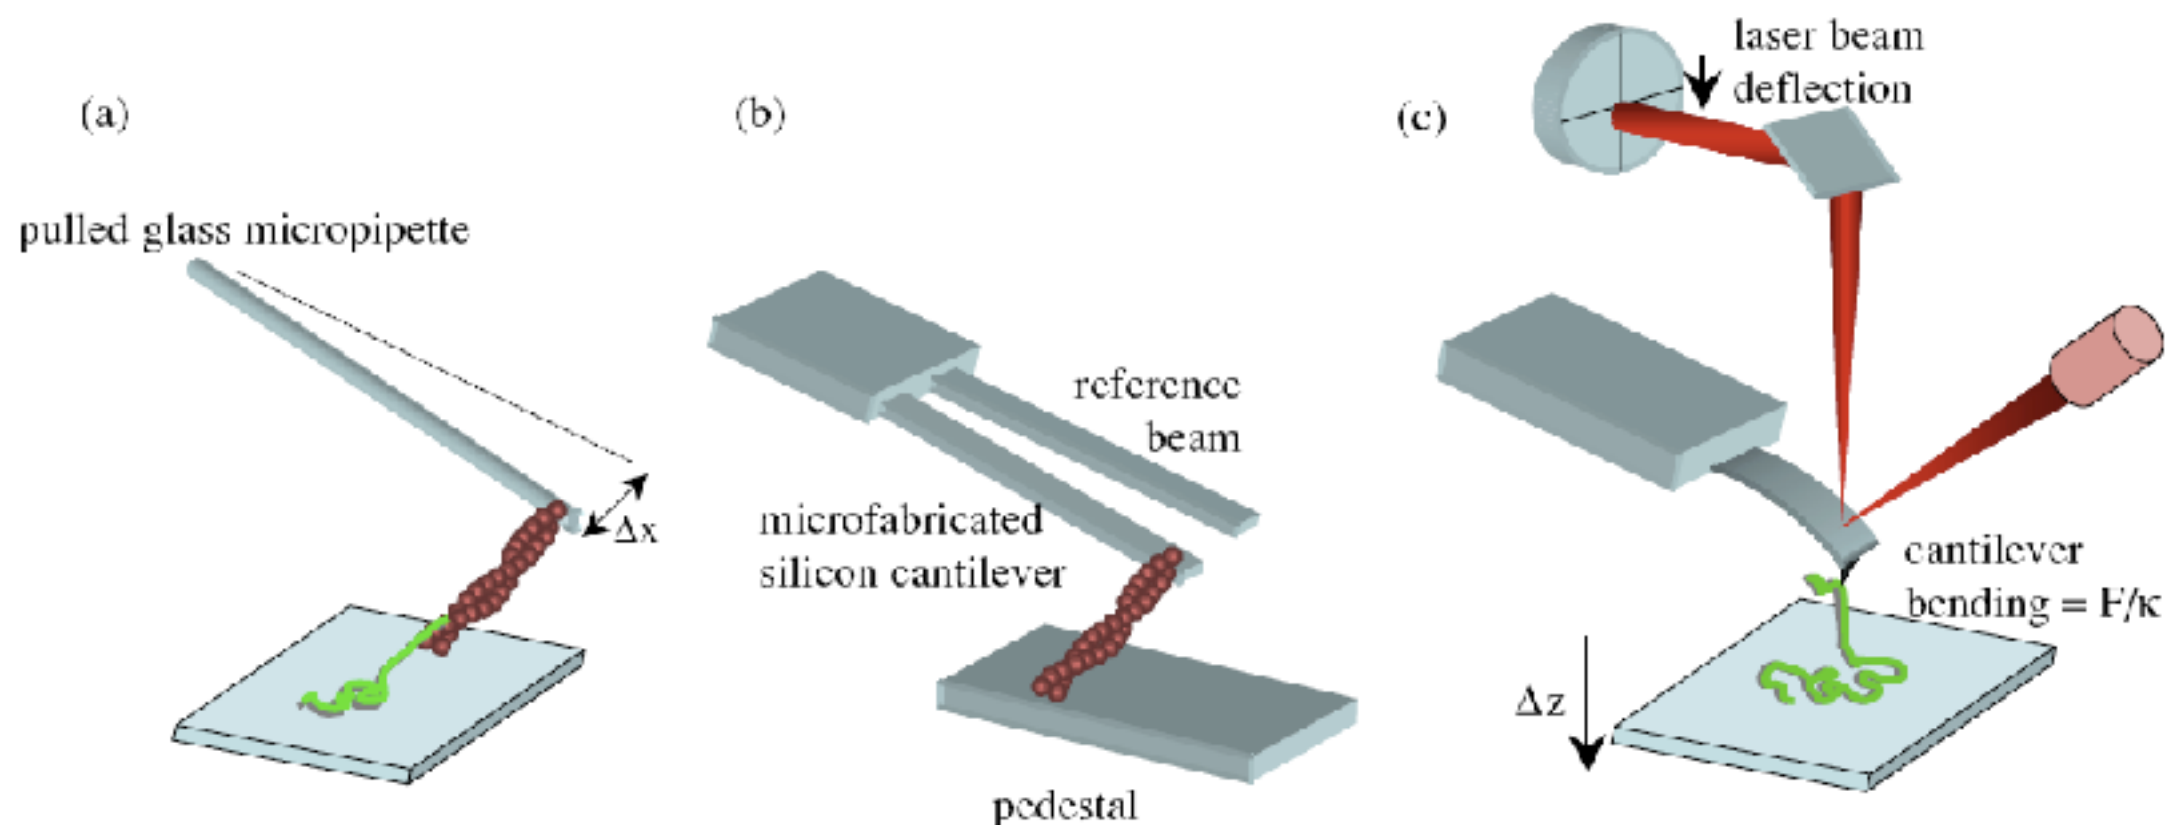 (a)
pulled glass micropipette
Δx
(b)
reference
beam
microfabricated
silicon cantilever
pedestal
(c)
laser beam
deflection
cantilever
bending = F/κ
Δz